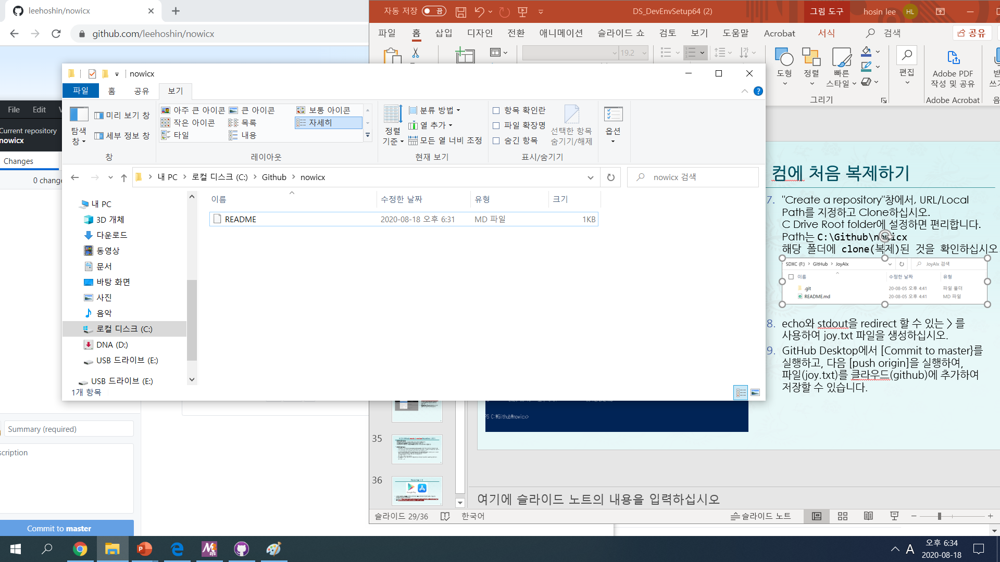 leehoshin/nowicx
github.com/leehoshin/nowicx
자동 저장 끔
DS_DevEnvSetup64 (2)
그림 도구
hosin lee HL
파일 홈 삽입 디자인 전환 애니메이션 슬라이드 쇼 검토 보기 도움말 Acrobat 서식 검색 공유
19.2
도형
정렬
빠른
스타일
그리기
편집
Adobe PDF
작성 및 공유
Adobe Acrobat
쓰기
음
File Edit
Current repository
nowicx
Changes
nowicx
파일 홈 공유 보기
탐색
창
미리 보기 창
세부 정보 창
창
아주 큰 아이콘 큰 아이콘 보통 아이콘
작은 아이콘 목록 자세히
타일 내용
레이아웃
정렬
기준
분류 방법
열 추가
모든 열 너비 조정
현재 보기
항목 확인란
파일 확장명
숨긴 항목
선택한 항목
숨기기/해제
표시/숨기기
옵션
내 PC > 로컬 디스크 (C:) > Github > nowicx
nowicx 검색
이름 수정한 날짜 유형 크기
README 2020-08-18 오후 6:31 MD 파일 1KB
내 PC
3D 개체
다운로드
동영상
문서
바탕 화면
사진
음악
로컬 디스크 (C:)
DNA (D:)
USB 드라이브 (E:)
USB 드라이브 (E:)
1개 항목
컴에 처음 복제하기
7. "Create a repository"창에서, URL/Local
Path를 지정하고 Clone하십시오.
C Drive Root folder에 설정하면 편리합니다.
Path는 C:\Github\nowicx
해당 폴더에 clone(복제)된 것을 확인하십시오
SDXC (F:) > GitHub > JoyAIx
JoyAIx 검색
이름 수정한 날짜 유형
.git 20-08-05 오후 4:41 파일 폴더
README.md 20-08-05 오후 4:41 MD 파일
8. echo와 stdout을 redirect 할 수 있는 > 를
사용하여 joy.txt 파일을 생성하십시오.
9. GitHub Desktop에서 [Commit to master}를
실행하고, 다음 [push origin]을 실행하여,
파일(joy.txt)를 클라우드(github)에 추가하여
저장할 수 있습니다.
PS C:\Github\nowicx>
35
36
여기에 슬라이드 노트의 내용을 입력하십시오
슬라이드 29/36 한국어
슬라이드 노트
Summary (required)
Commit to master
A
오후 6:34
2020-08-18